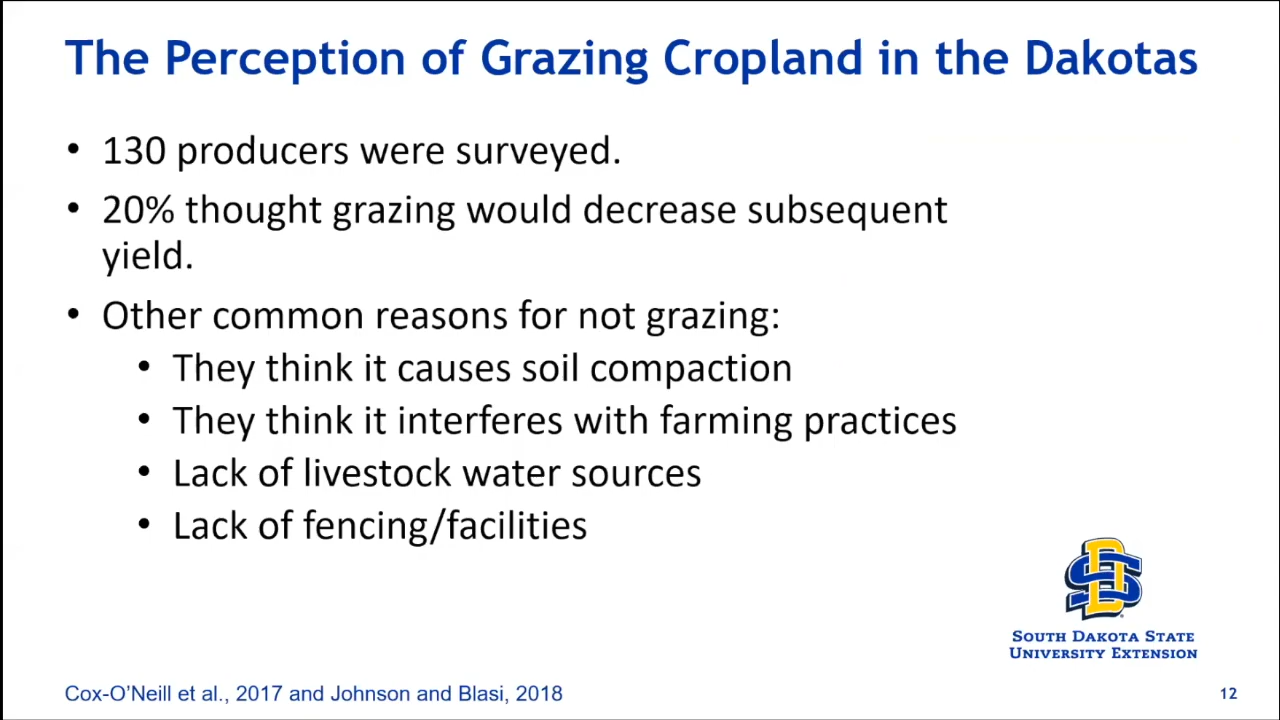 The Perception of Grazing Cropland in the Dakotas
• 130 producers were surveyed.
• 20% thought grazing would decrease subsequent
yield.
• Other common reasons for not grazing:
• They think it causes soil compaction
• They think it interferes with farming practices
• Lack of livestock water sources
• Lack of fencing/facilities
SD
SOUTH DAKOTA STATE
UNIVERSITY EXTENSION
Cox-O’Neill et al., 2017 and Johnson and Blasi, 2018
12